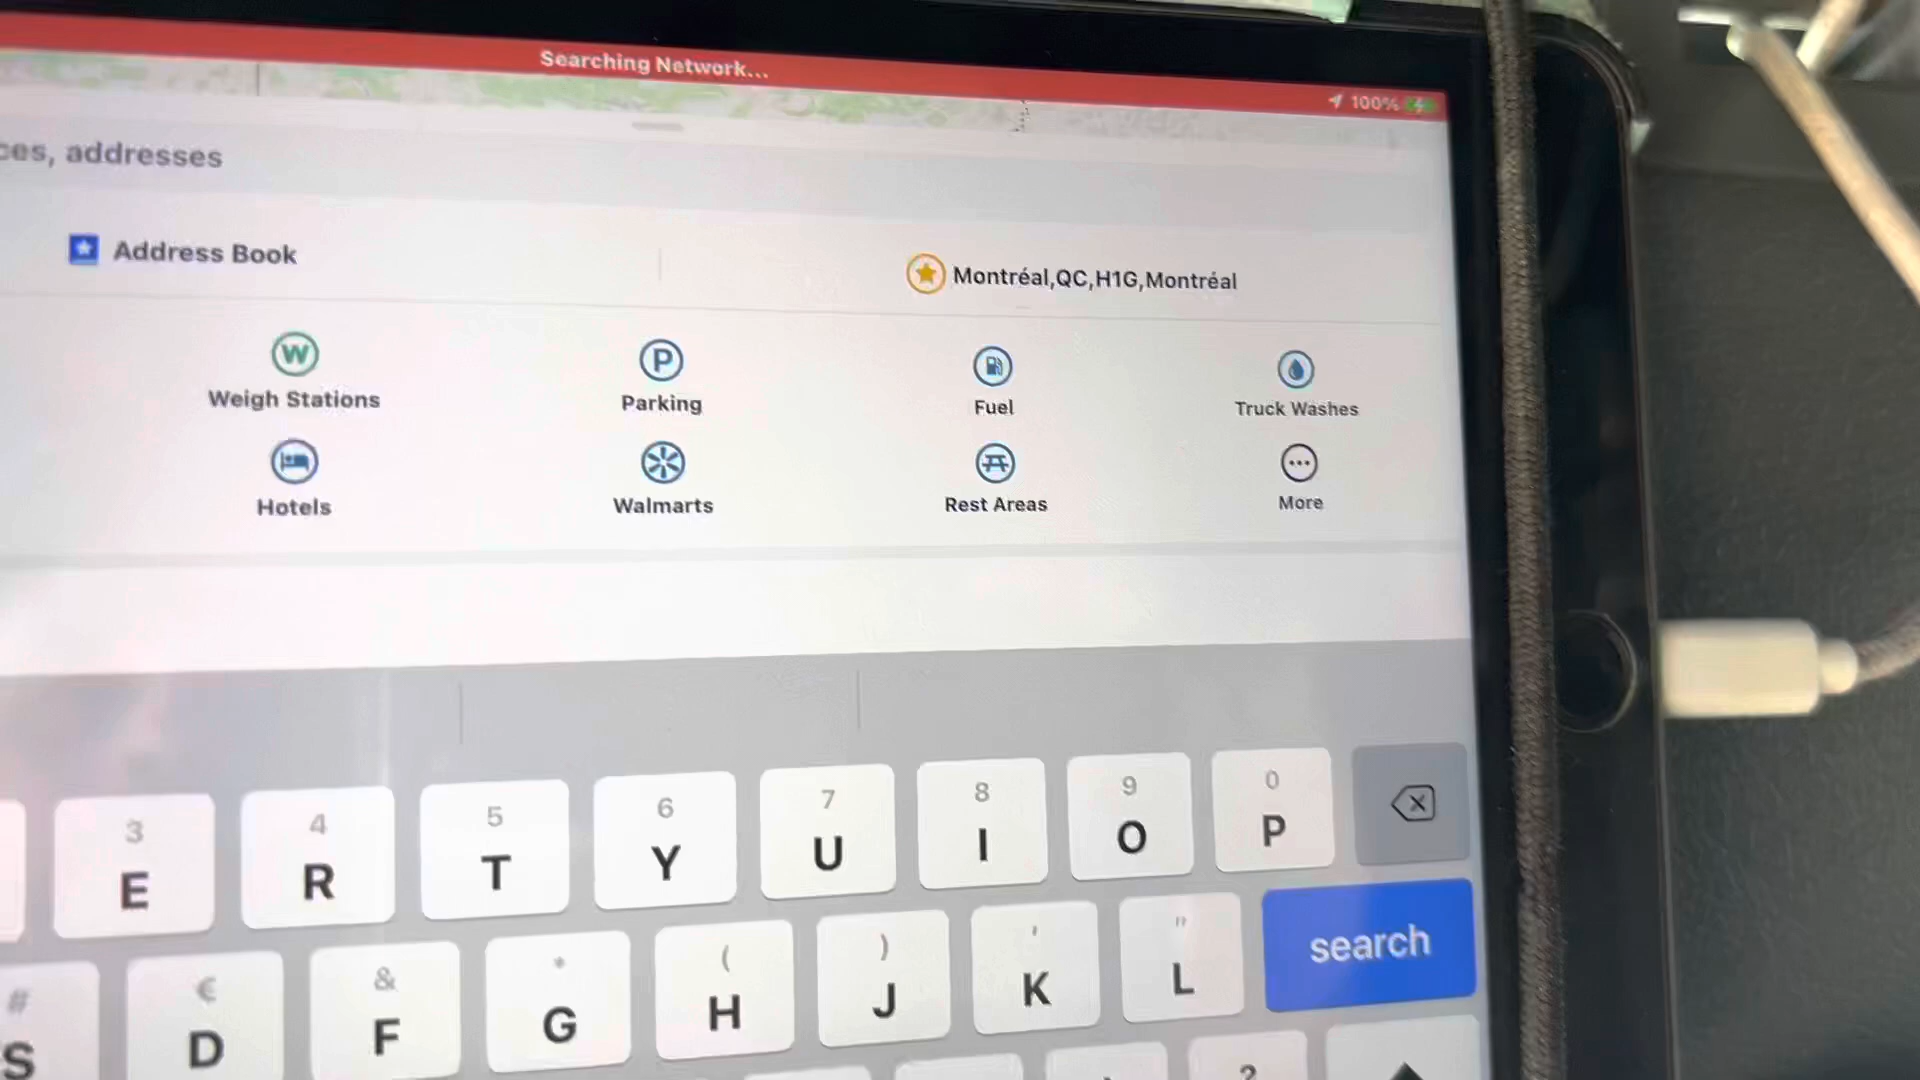 Searching Network...
100%
ces, addresses
Address Book
Montréal,QC,H1G,Montréal
W
P
Weigh Stations
Parking
Fuel
Truck Washes
Hotels
Walmarts
Rest Areas
More
3 4 5 6 7 8 9 0
E R T Y U I O P
# € & * ( ) ' "
S D F G H J K L
search
?